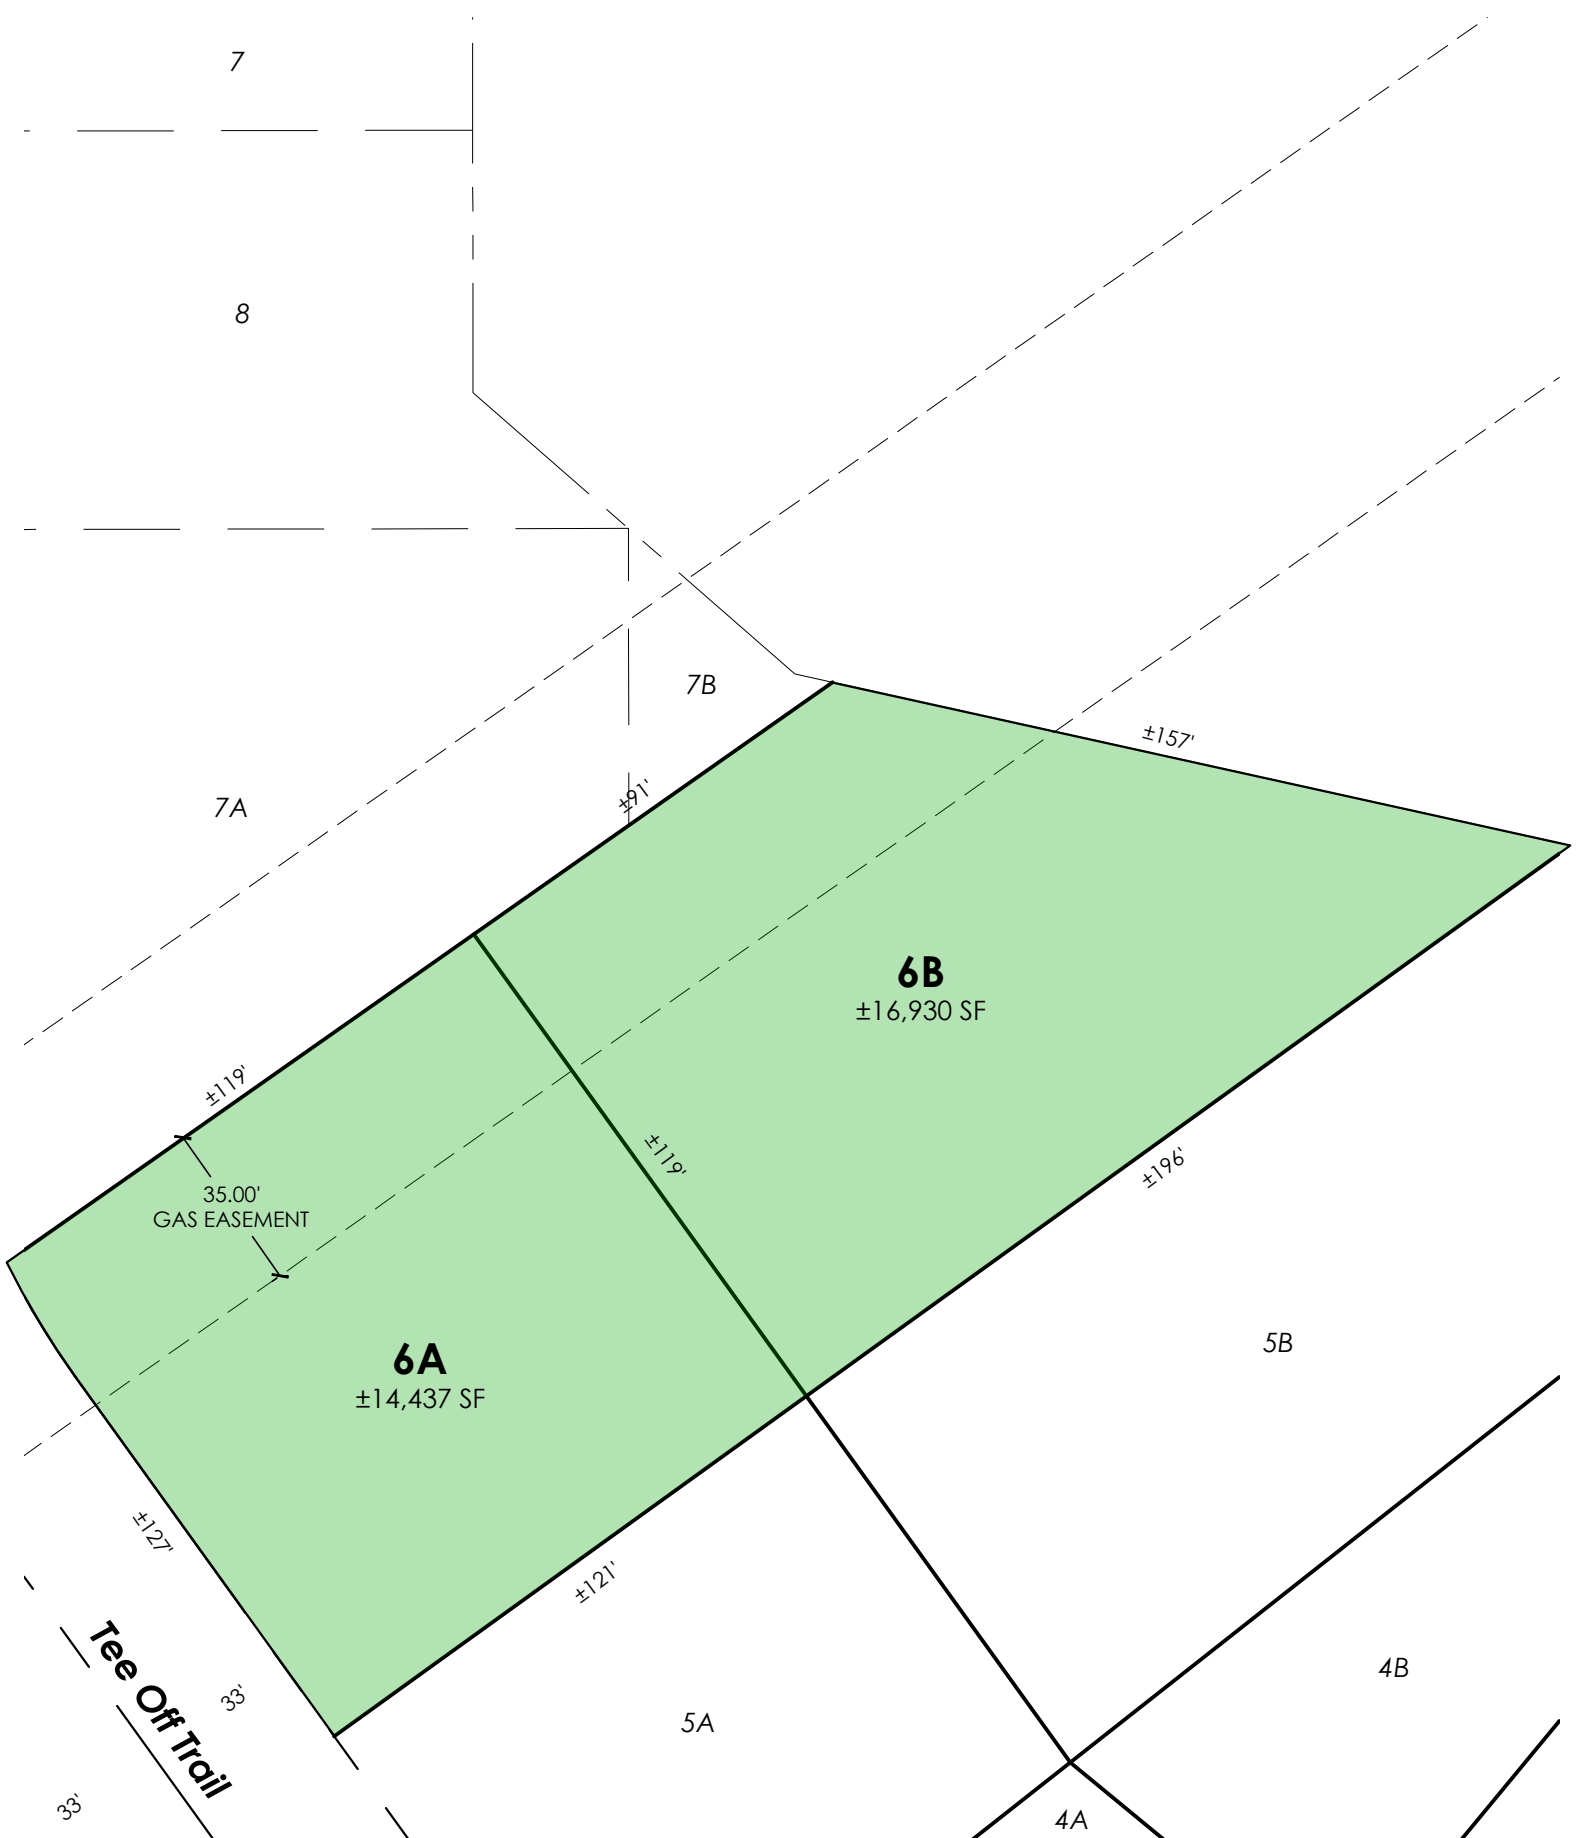 7
8
7B
±157'
±91'
7A
6B
±16,930 SF
±119'
±119'
±196'
35.00'
GAS EASEMENT
5B
6A
±14,437 SF
±127'
±121'
4B
Tee Off Trail
33'
5A
33'
4A